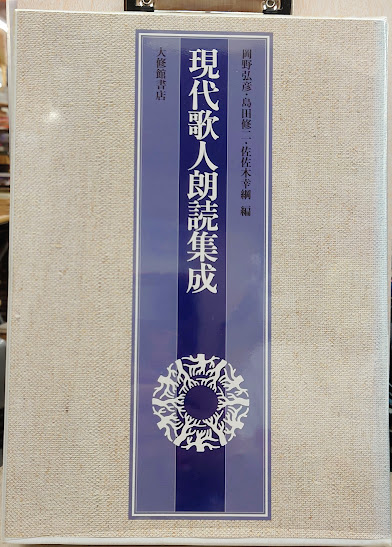 岡野弘彦・島田修二・佐佐木幸綱 編
現代歌人朗読集成
大修館書店